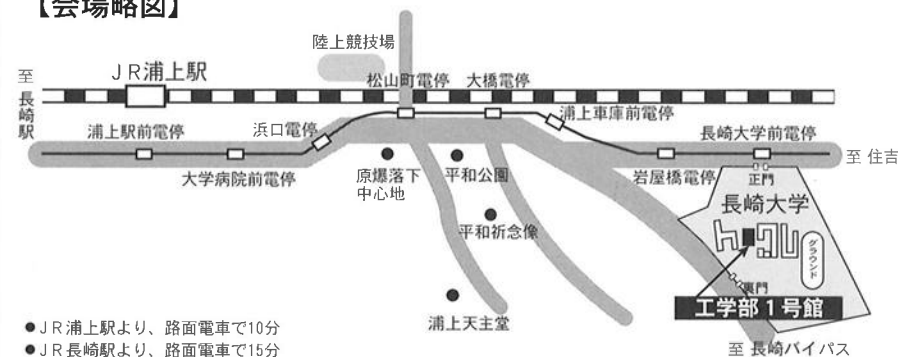 【会場略図】
陸上競技場
至
長崎駅
JR浦上駅
松山町電停
大橋電停
浦上車庫前電停
浦上駅前電停
浜口電停
長崎大学前電停
至 住吉
大学病院前電停
原爆落下
中心地
平和公園
岩屋橋電停
正門
長崎大学
平和祈念像
グラウンド
裏門
工学部1号館
浦上天主堂
至 長崎バイパス
●JR浦上駅より、路面電車で10分
●JR長崎駅より、路面電車で15分